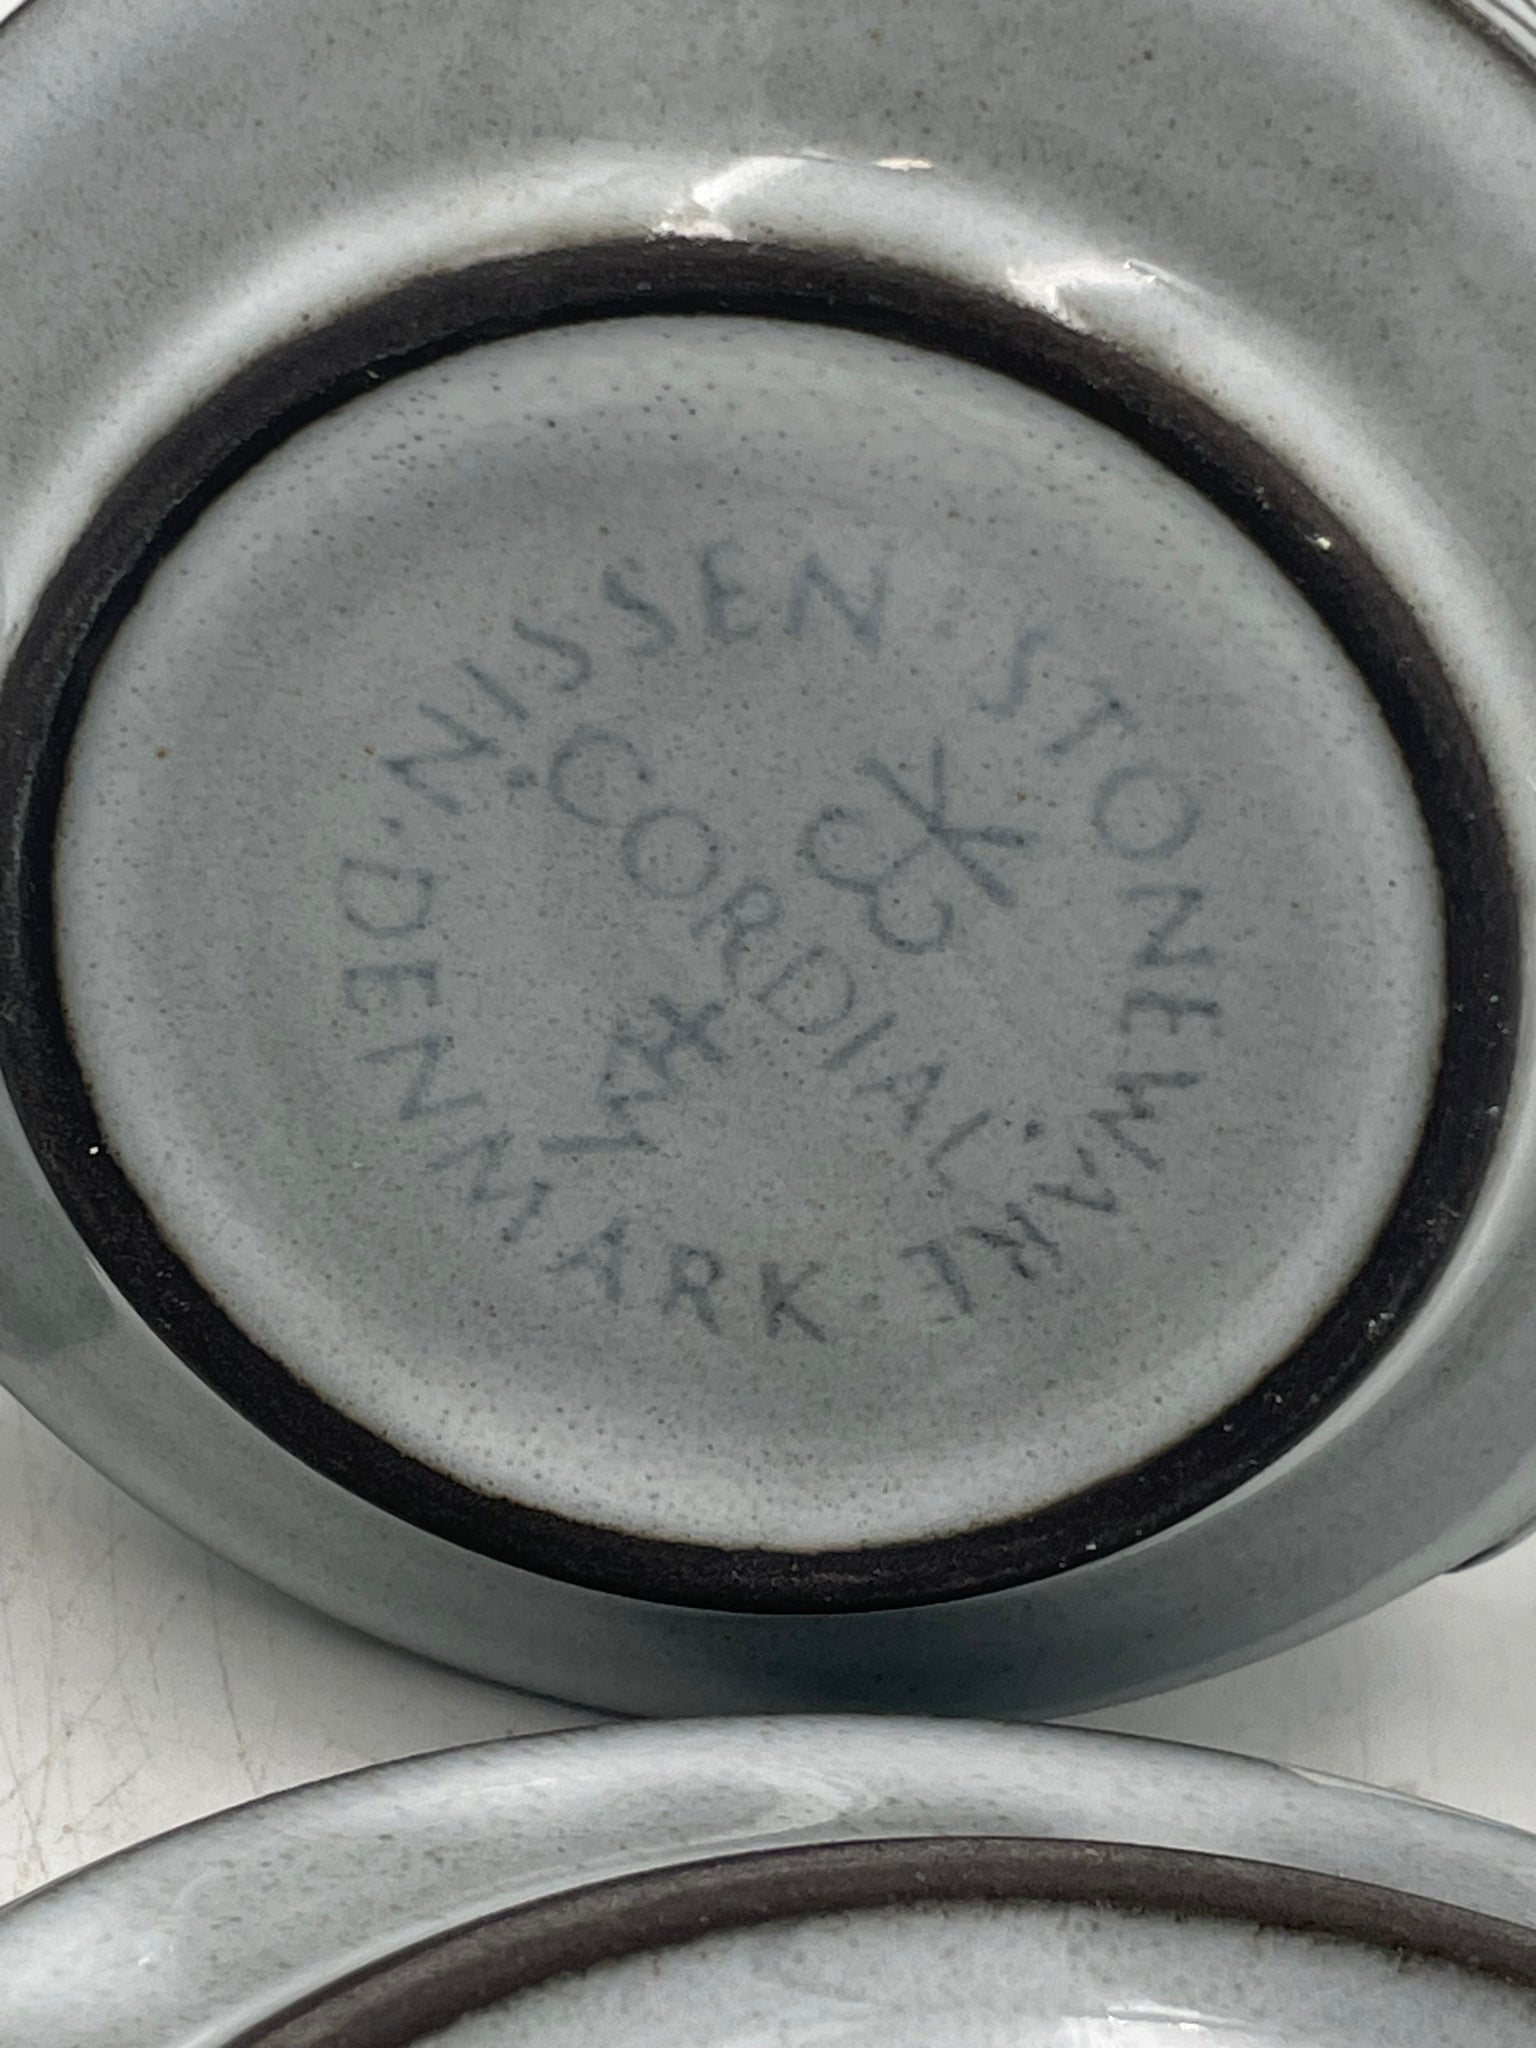 NISSEN · STONEWARE · DENMARK ·
"CORDIAL"